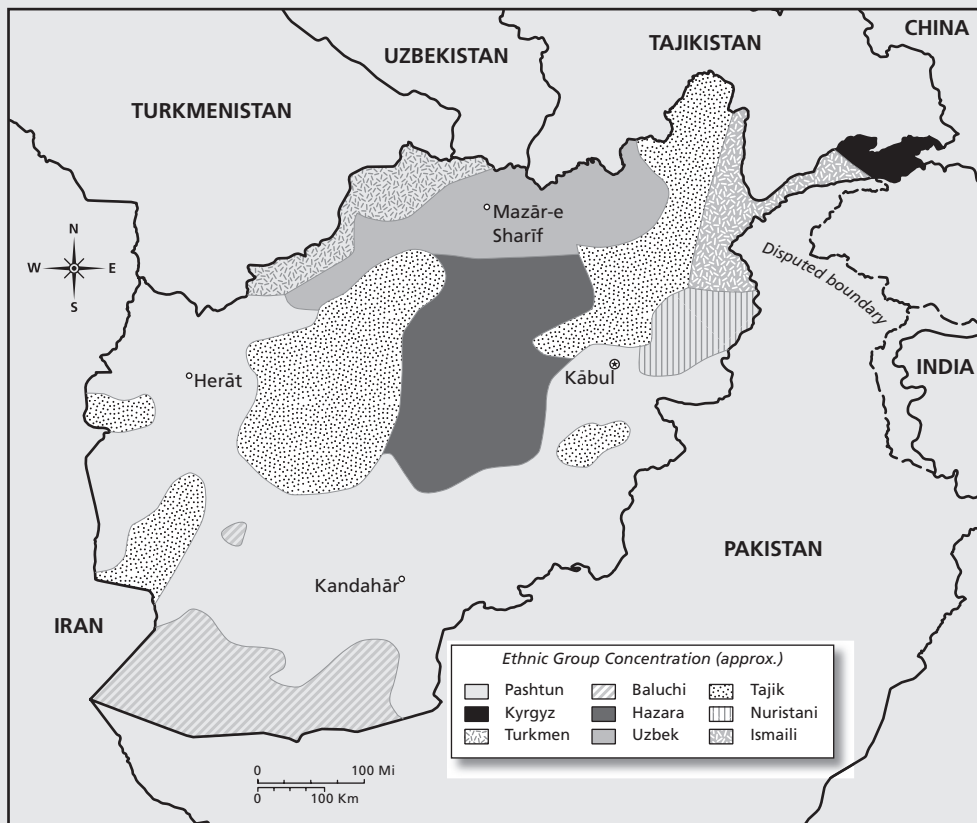 CHINA
TAJIKISTAN
UZBEKISTAN
TURKMENISTAN
Mazār-e
Sharīf
N
W E
S
Disputed boundary
INDIA
Herāt
Kābul
PAKISTAN
Kandahār
IRAN
Ethnic Group Concentration (approx.)
Pashtun Baluchi Tajik
Kyrgyz Hazara Nuristani
Turkmen Uzbek Ismaili
0 100 Mi
0 100 Km